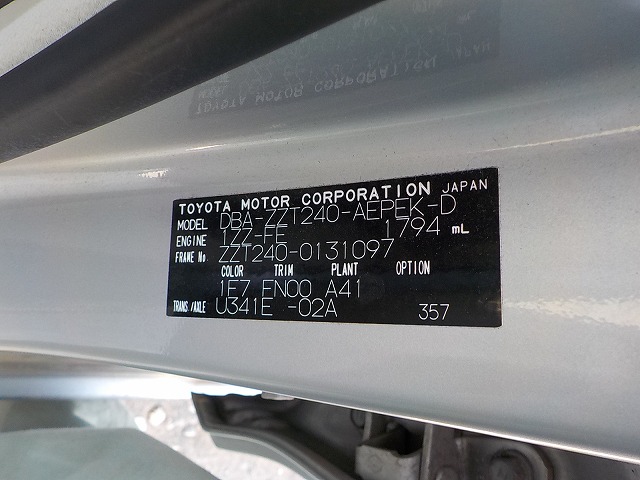 TOYOTA MOTOR CORPORATION JAPAN
MODEL DBA-ZZT240-AEPEK-D
ENGINE 1ZZ-FE 1794 mL
FRAME No. ZZT240-0131097
COLOR TRIM PLANT OPTION
1F7 FN00 A41
TRANS/AXLE U341E -02A 357